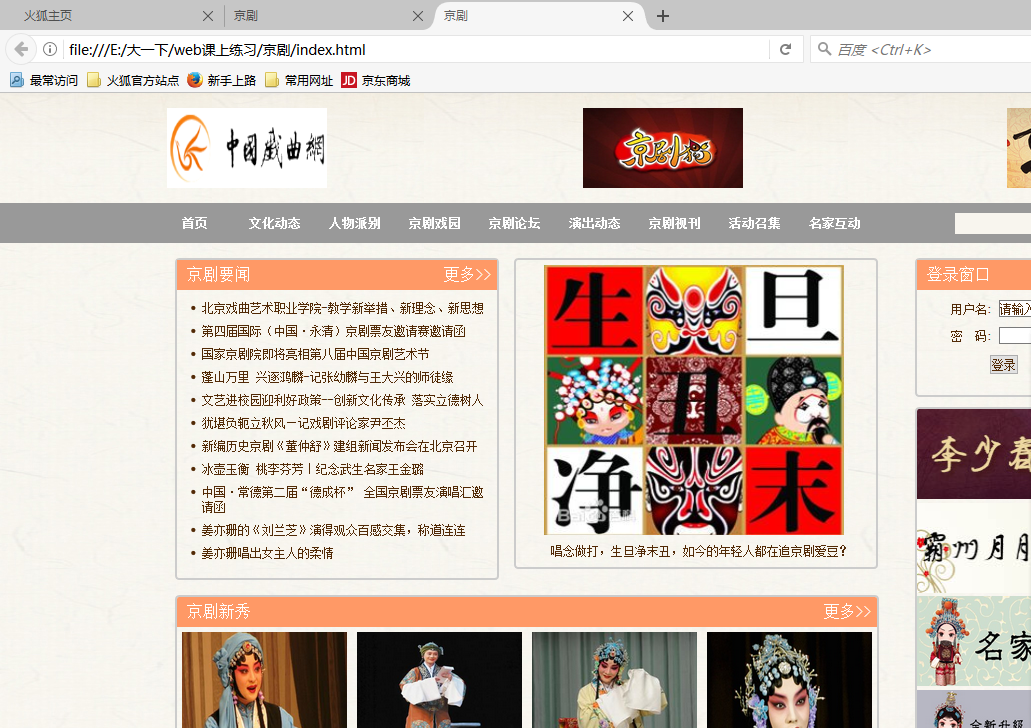 火狐主页
京剧
京剧
file:///E:/大一下/web课上练习/京剧/index.html
百度 <Ctrl+K>
最常访问
火狐官方站点
新手上路
常用网址
JD
京东商城
中國戲曲網
京剧猫
首页
文化动态
人物派别
京剧戏园
京剧论坛
演出动态
京剧视刊
活动召集
名家互动
京剧要闻
更多>>
北京戏曲艺术职业学院-教学新举措、新理念、新思想
第四届国际（中国·永清）京剧票友邀请赛邀请函
国家京剧院即将亮相第八届中国京剧艺术节
蓬山万里 兴逐鸿麟-记张幼麟与王大兴的师徒缘
文艺进校园迎利好政策--创新文化传承 落实立德树人
犹堪负轭立秋风－记戏剧评论家尹丕杰
新编历史京剧《董仲舒》建组新闻发布会在北京召开
冰壶玉衡 桃李芬芳丨纪念武生名家王金璐
中国·常德第二届“德成杯” 全国京剧票友演唱汇邀
请函
姜亦珊的《刘兰芝》演得观众百感交集，称道连连
姜亦珊唱出女主人的柔情
生
旦
丑
净
末
唱念做打，生旦净末丑，如今的年轻人都在追京剧爱豆？
登录窗口
用户名：
请输入
密 码：
登录
李少春
霸州月月
名家
全新升级
京剧新秀
更多>>